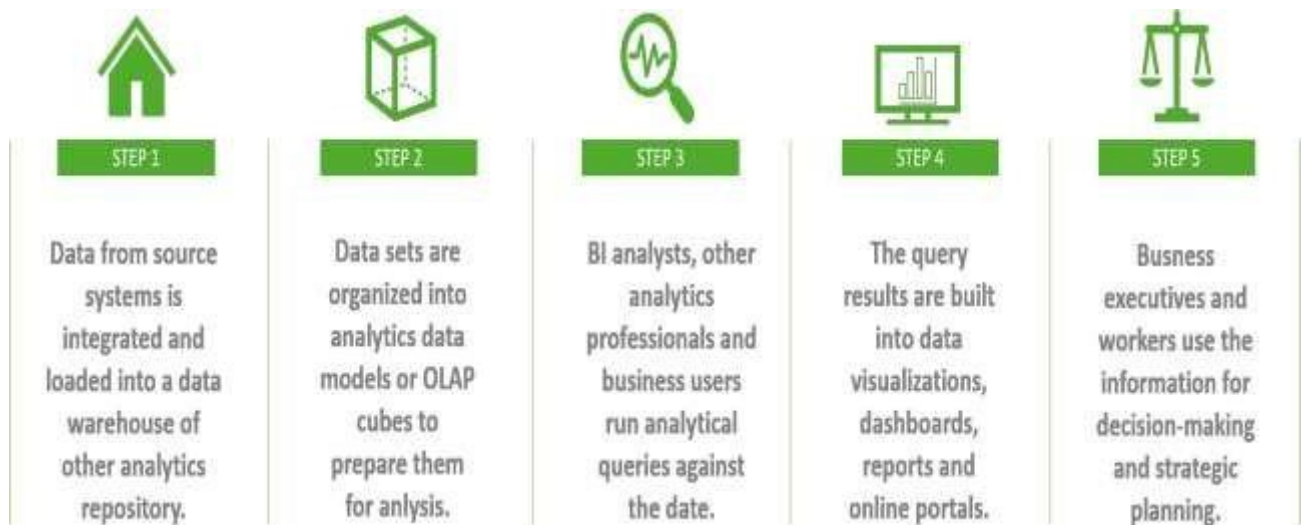 STEP 1
Data from source
systems is
integrated and
loaded into a data
warehouse of
other analytics
repository.
STEP 2
Data sets are
organized into
analytics data
models or OLAP
cubes to
prepare them
for anlysis.
STEP 3
BI analysts, other
analytics
professionals and
business users
run analytical
queries against
the date.
STEP 4
The query
results are built
into data
visualizations,
dashboards,
reports and
online portals.
STEP 5
Busness
executives and
workers use the
information for
decision-making
and strategic
planning.